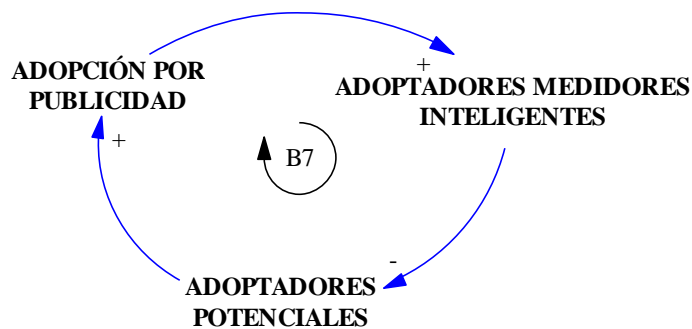 ADOPCIÓN POR
PUBLICIDAD
+
ADOPTADORES MEDIDORES
INTELIGENTES
+
B7
-
ADOPTADORES
POTENCIALES